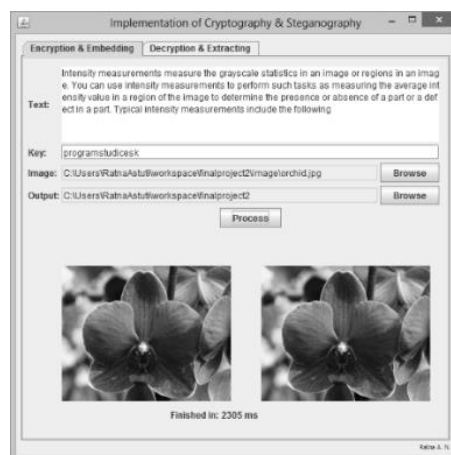 Implementation of Cryptography & Steganography
Encryption & Embedding Decryption & Extracting
Text:
Intensity measurements measure the grayscale statistics in an image or regions in an imag
e. You can use intensity measurements to perform such tasks as measuring the average int
ensity value in a region of the image to determine the presence or absence of a part or a def
ect in a part. Typical intensity measurements include the following
Key: programstudicesk
Image: C:\Users\RatnaAstuti\workspace\finalproject2\image\orchid.jpg Browse
Output: C:\Users\RatnaAstuti\workspace\finalproject2 Browse
Process
Finished in: 2305 ms
Ratna A. N.